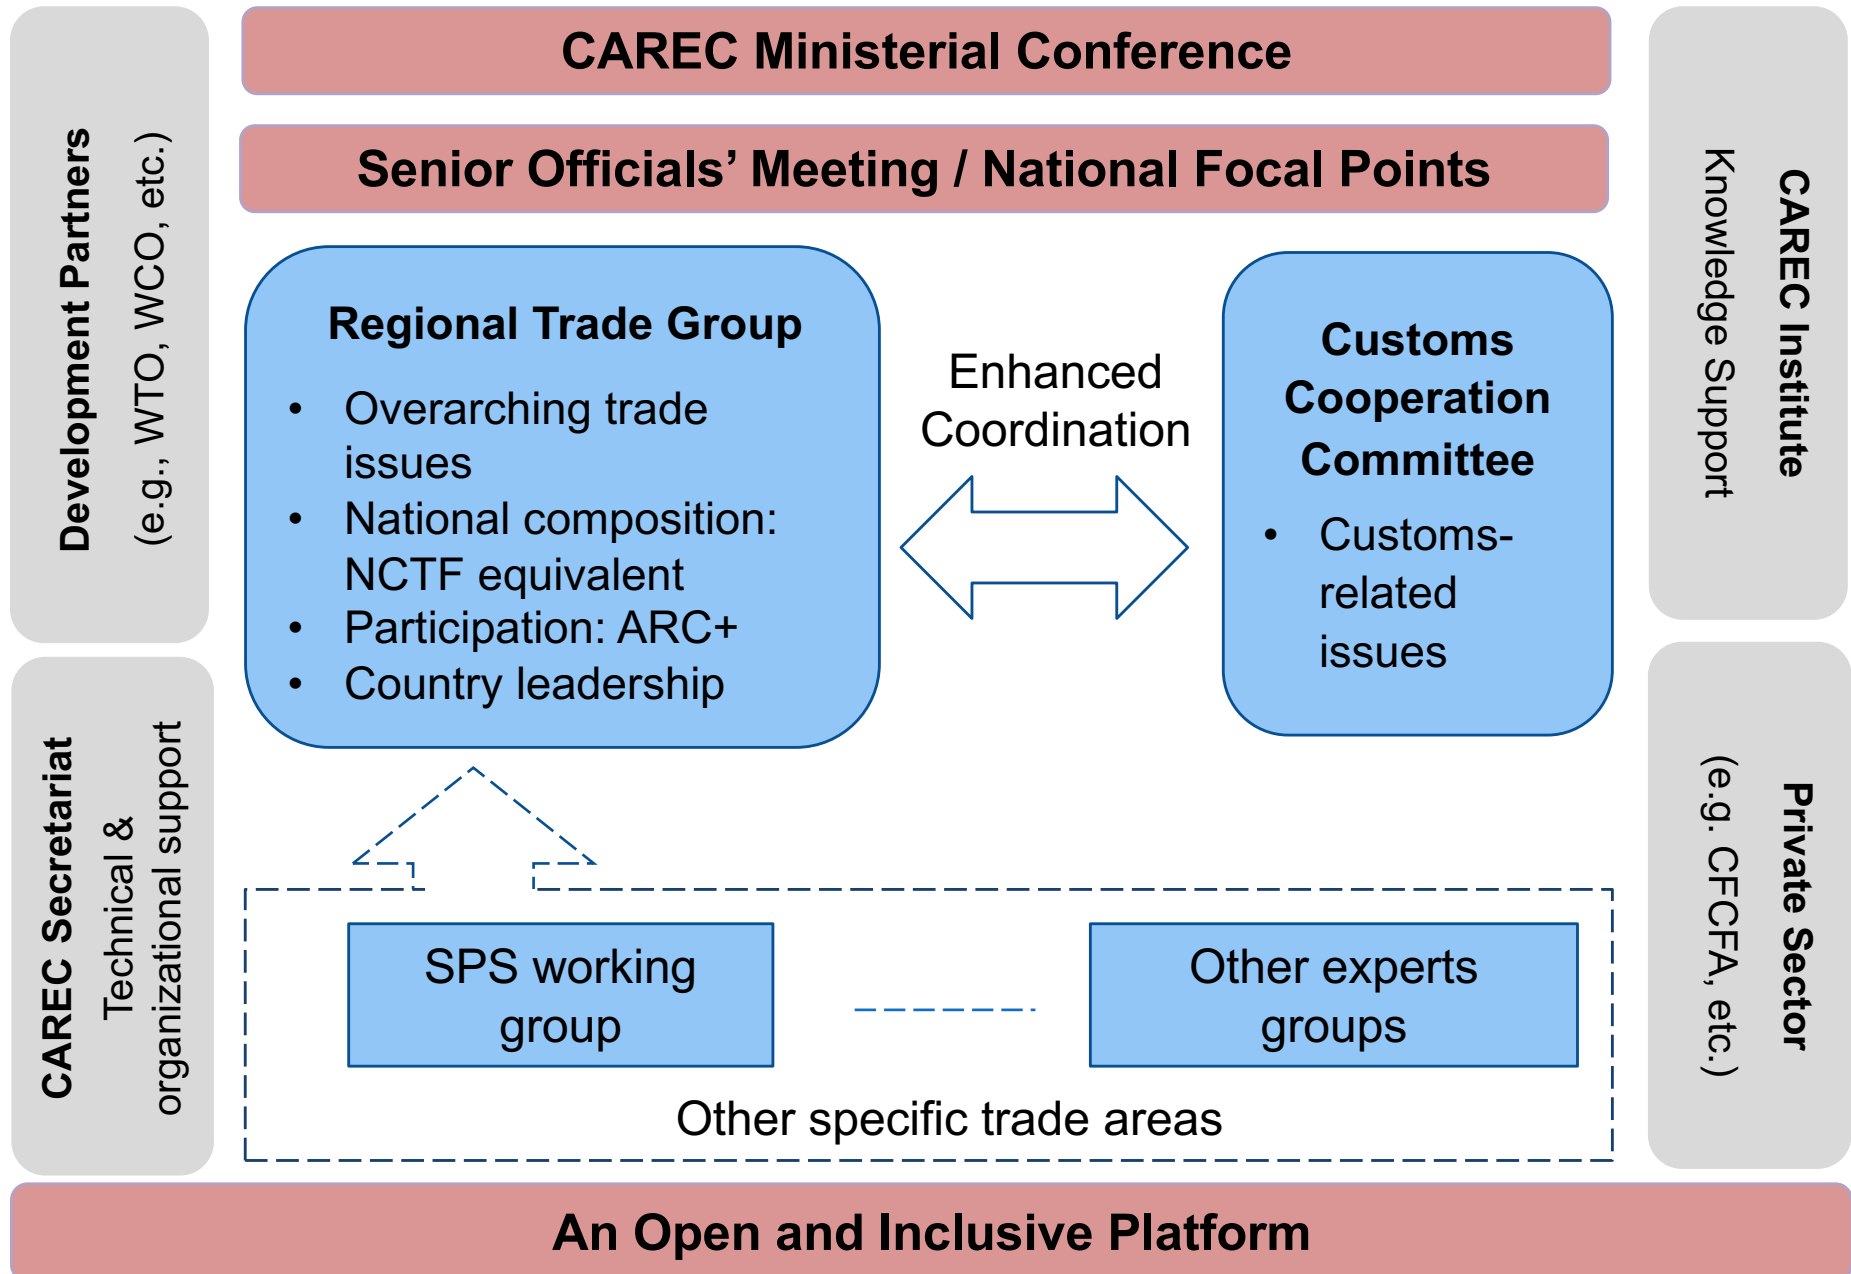 CAREC Ministerial Conference
Senior Officials’ Meeting / National Focal Points
Development Partners
(e.g., WTO, WCO, etc.)
CAREC Secretariat
Technical &
organizational support
Regional Trade Group
• Overarching trade
issues
• National composition:
NCTF equivalent
• Participation: ARC+
• Country leadership
Enhanced
Coordination
Customs
Cooperation
Committee
• Customs-
related
issues
SPS working
group
Other experts
groups
Other specific trade areas
CAREC Institute
Knowledge Support
Private Sector
(e.g. CFCFA, etc.)
An Open and Inclusive Platform